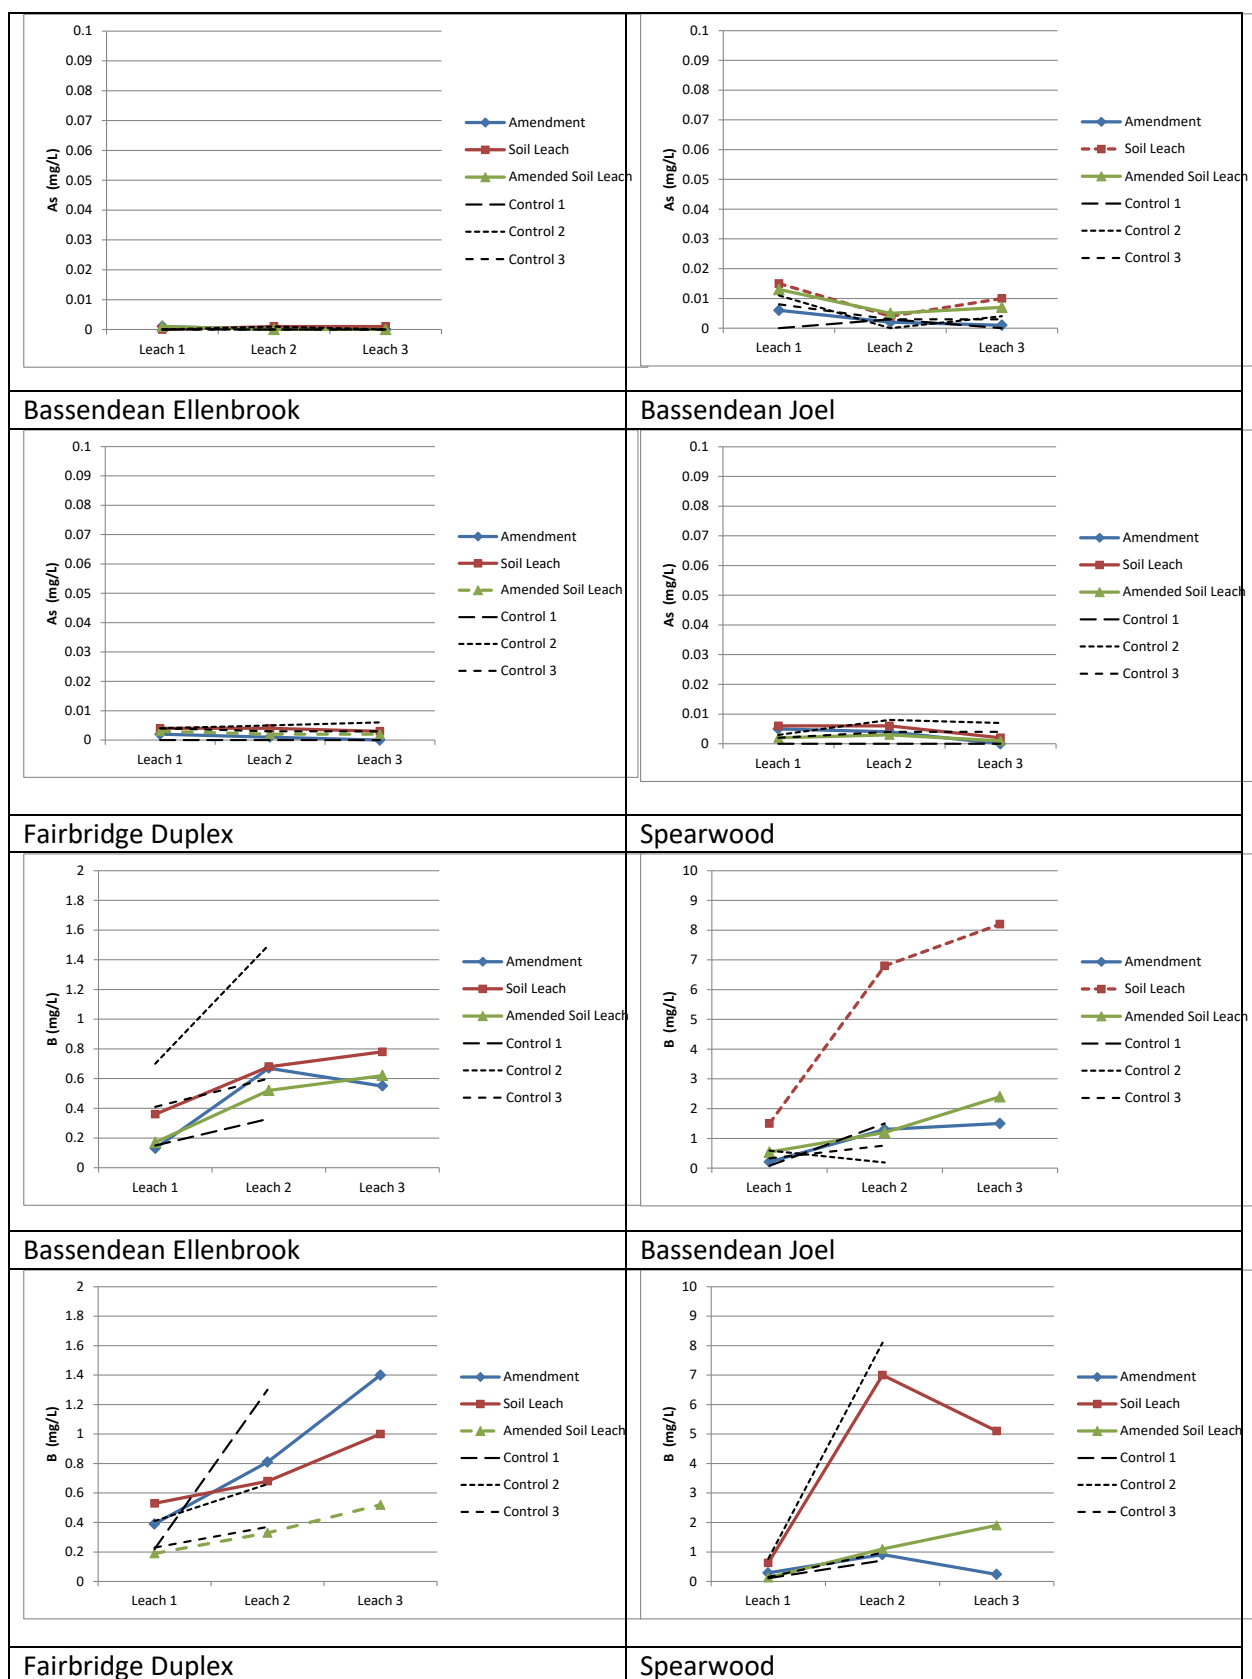 0.1
0.09
0.08
0.07
0.06
0.05
0.04
0.03
0.02
0.01
0
As (mg/L)
Leach 1 Leach 2 Leach 3
Amendment
Soil Leach
Amended Soil Leach
Control 1
Control 2
Control 3
0.1
0.09
0.08
0.07
0.06
0.05
0.04
0.03
0.02
0.01
0
As (mg/L)
Leach 1 Leach 2 Leach 3
Amendment
Soil Leach
Amended Soil Leach
Control 1
Control 2
Control 3
Bassendean Ellenbrook
Bassendean Joel
0.1
0.09
0.08
0.07
0.06
0.05
0.04
0.03
0.02
0.01
0
As (mg/L)
Leach 1 Leach 2 Leach 3
Amendment
Soil Leach
Amended Soil Leach
Control 1
Control 2
Control 3
0.1
0.09
0.08
0.07
0.06
0.05
0.04
0.03
0.02
0.01
0
As (mg/L)
Leach 1 Leach 2 Leach 3
Amendment
Soil Leach
Amended Soil Leach
Control 1
Control 2
Control 3
Fairbridge Duplex
Spearwood
2
1.8
1.6
1.4
1.2
1
0.8
0.6
0.4
0.2
0
B (mg/L)
Leach 1 Leach 2 Leach 3
Amendment
Soil Leach
Amended Soil Leach
Control 1
Control 2
Control 3
10
9
8
7
6
5
4
3
2
1
0
B (mg/L)
Leach 1 Leach 2 Leach 3
Amendment
Soil Leach
Amended Soil Leach
Control 1
Control 2
Control 3
Bassendean Ellenbrook
Bassendean Joel
2
1.8
1.6
1.4
1.2
1
0.8
0.6
0.4
0.2
0
B (mg/L)
Leach 1 Leach 2 Leach 3
Amendment
Soil Leach
Amended Soil Leach
Control 1
Control 2
Control 3
10
9
8
7
6
5
4
3
2
1
0
B (mg/L)
Leach 1 Leach 2 Leach 3
Amendment
Soil Leach
Amended Soil Leach
Control 1
Control 2
Control 3
Fairbridge Duplex
Spearwood